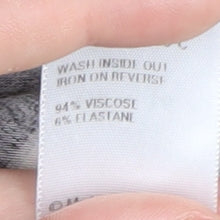 WASH INSIDE OUT
IRON ON REVERSE
94% VISCOSE
6% ELASTANE